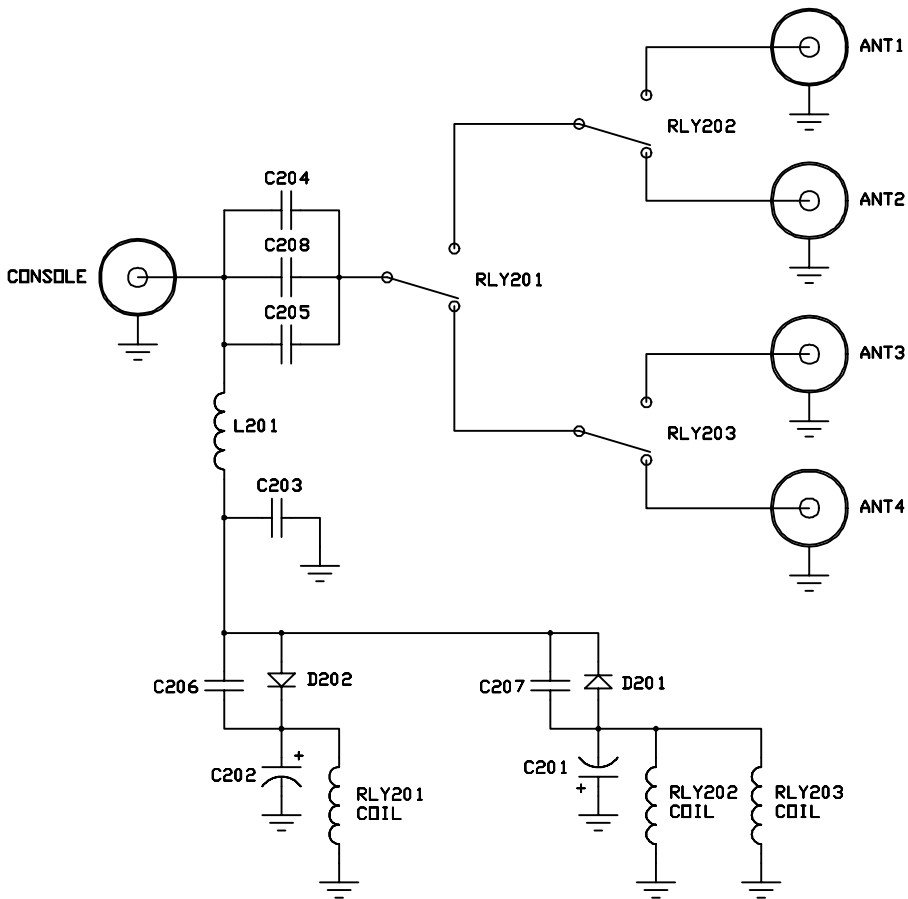 ANT1
RLY202
C204
ANT2
C208
CONSOLE
RLY201
C205
ANT3
L201
RLY203
C203
ANT4
C206
D202
C207
D201
+
C202
C201
+
RLY201
COIL
RLY202
COIL
RLY203
COIL